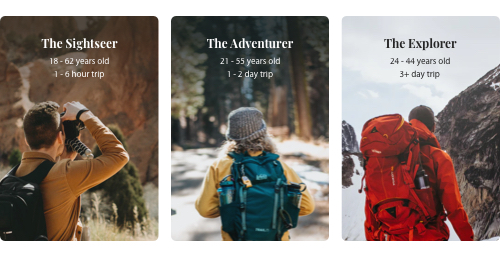 The Sightseer
18 - 62 years old
1 - 6 hour trip
The Adventurer
21 - 55 years old
1 - 2 day trip
The Explorer
24 - 44 years old
3+ day trip